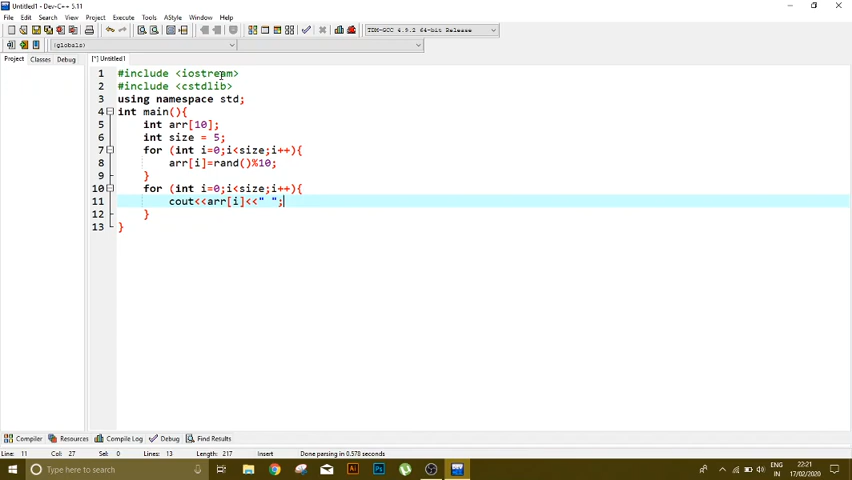 Untitled1 - Dev-C++ 5.11
File Edit Search View Project Execute Tools AStyle Window Help
TDM-GCC 4.9.2 64-bit Release
(globals)
Project Classes Debug
[*] Untitled1
1 #include <iostream>
2 #include <cstdlib>
3 using namespace std;
4 int main(){
5 int arr[10];
6 int size = 5;
7 for (int i=0;i<size;i++){
8 arr[i]=rand()%10;
9 }
10 for (int i=0;i<size;i++){
11 cout<<arr[i]<<" ";
12 }
13 }
Compiler Resources Compile Log Debug Find Results
Line: 11 Col: 27 Sel: 0 Lines: 13 Length: 217 Insert Done parsing in 0.578 seconds
Type here to search
Ai Ps
ENG 22:21
IN 17/02/2020